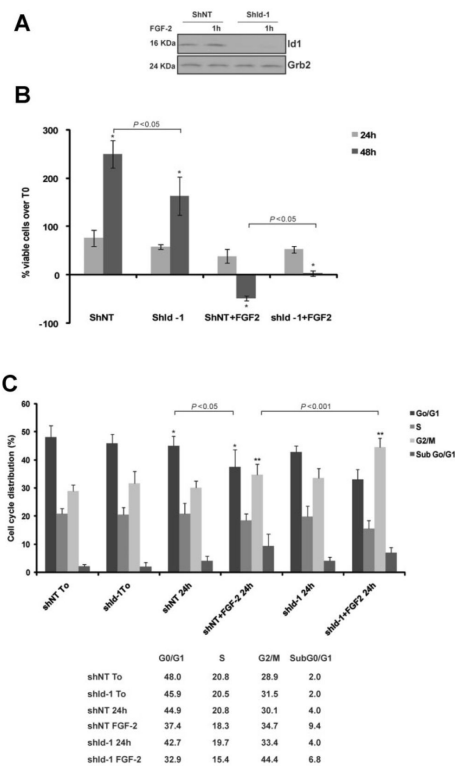 A
ShNT ShId-1
FGF-2 1h 1h
16 KDa Id1
24 KDa Grb2
B
300
200
100
0
-100
% viable cells over T0
P<0.05
P<0.05
* * * *
24h
48h
ShNT ShId -1 ShNT+FGF2 shId -1+FGF2
C
60
50
40
30
20
10
0
Cell cycle distribution (%)
P<0.05 P<0.001
* * ** **
Go/G1
S
G2/M
Sub Go/G1
shNT To shId-1To shNT 24h shNT+FGF-2 24h shId-1 24h shId-1+FGF2 24h
G0/G1 S G2/M SubG0/G1
shNT To 48.0 20.8 28.9 2.0
shId-1 To 45.9 20.5 31.5 2.0
shNT 24h 44.9 20.8 30.1 4.0
shNT FGF-2 37.4 18.3 34.7 9.4
shId-1 24h 42.7 19.7 33.4 4.0
shId-1 FGF-2 32.9 15.4 44.4 6.8